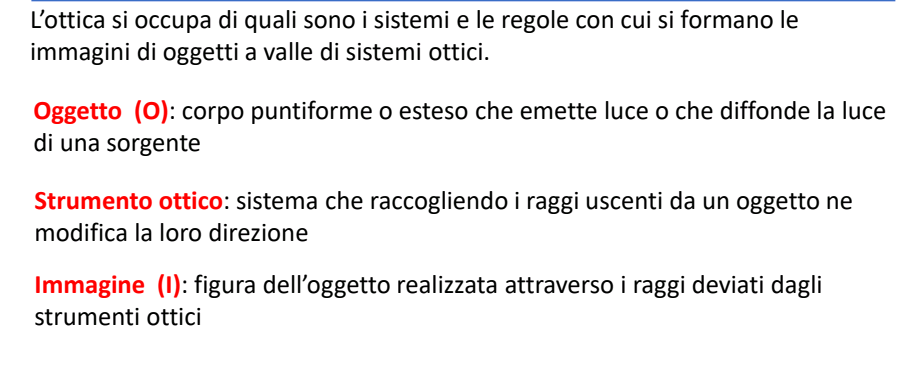 L'ottica si occupa di quali sono i sistemi e le regole con cui si formano le
immagini di oggetti a valle di sistemi ottici.
Oggetto (O): corpo puntiforme o esteso che emette luce o che diffonde la luce
di una sorgente
Strumento ottico: sistema che raccogliendo i raggi uscenti da un oggetto ne
modifica la loro direzione
Immagine (I): figura dell'oggetto realizzata attraverso i raggi deviati dagli
strumenti ottici